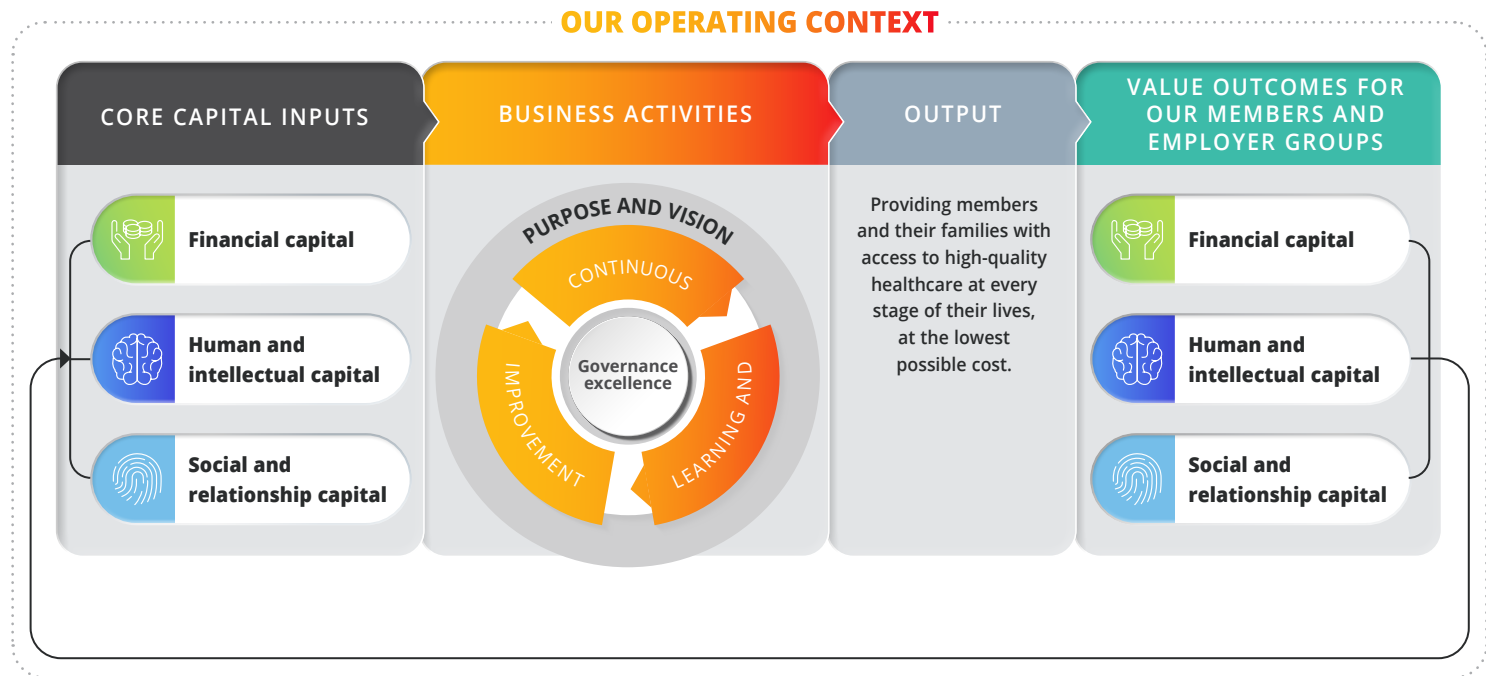 OUR OPERATING CONTEXT
CORE CAPITAL INPUTS
Financial capital
Human and
intellectual capital
Social and
relationship capital
BUSINESS ACTIVITIES
PURPOSE AND VISION
CONTINUOUS
LEARNING AND
IMPROVEMENT
Governance
excellence
OUTPUT
Providing members
and their families with
access to high-quality
healthcare at every
stage of their lives,
at the lowest
possible cost.
VALUE OUTCOMES FOR
OUR MEMBERS AND
EMPLOYER GROUPS
Financial capital
Human and
intellectual capital
Social and
relationship capital